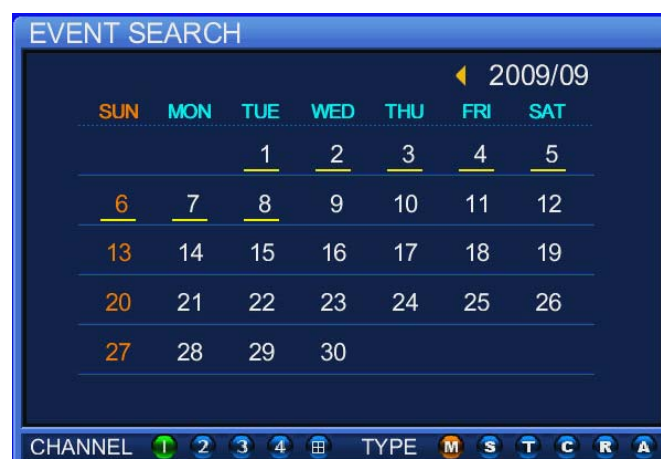 EVENT SEARCH
2009/09
SUN MON TUE WED THU FRI SAT
1 2 3 4 5
6 7 8 9 10 11 12
13 14 15 16 17 18 19
20 21 22 23 24 25 26
27 28 29 30
CHANNEL 1 2 3 4 TYPE M S T C R A